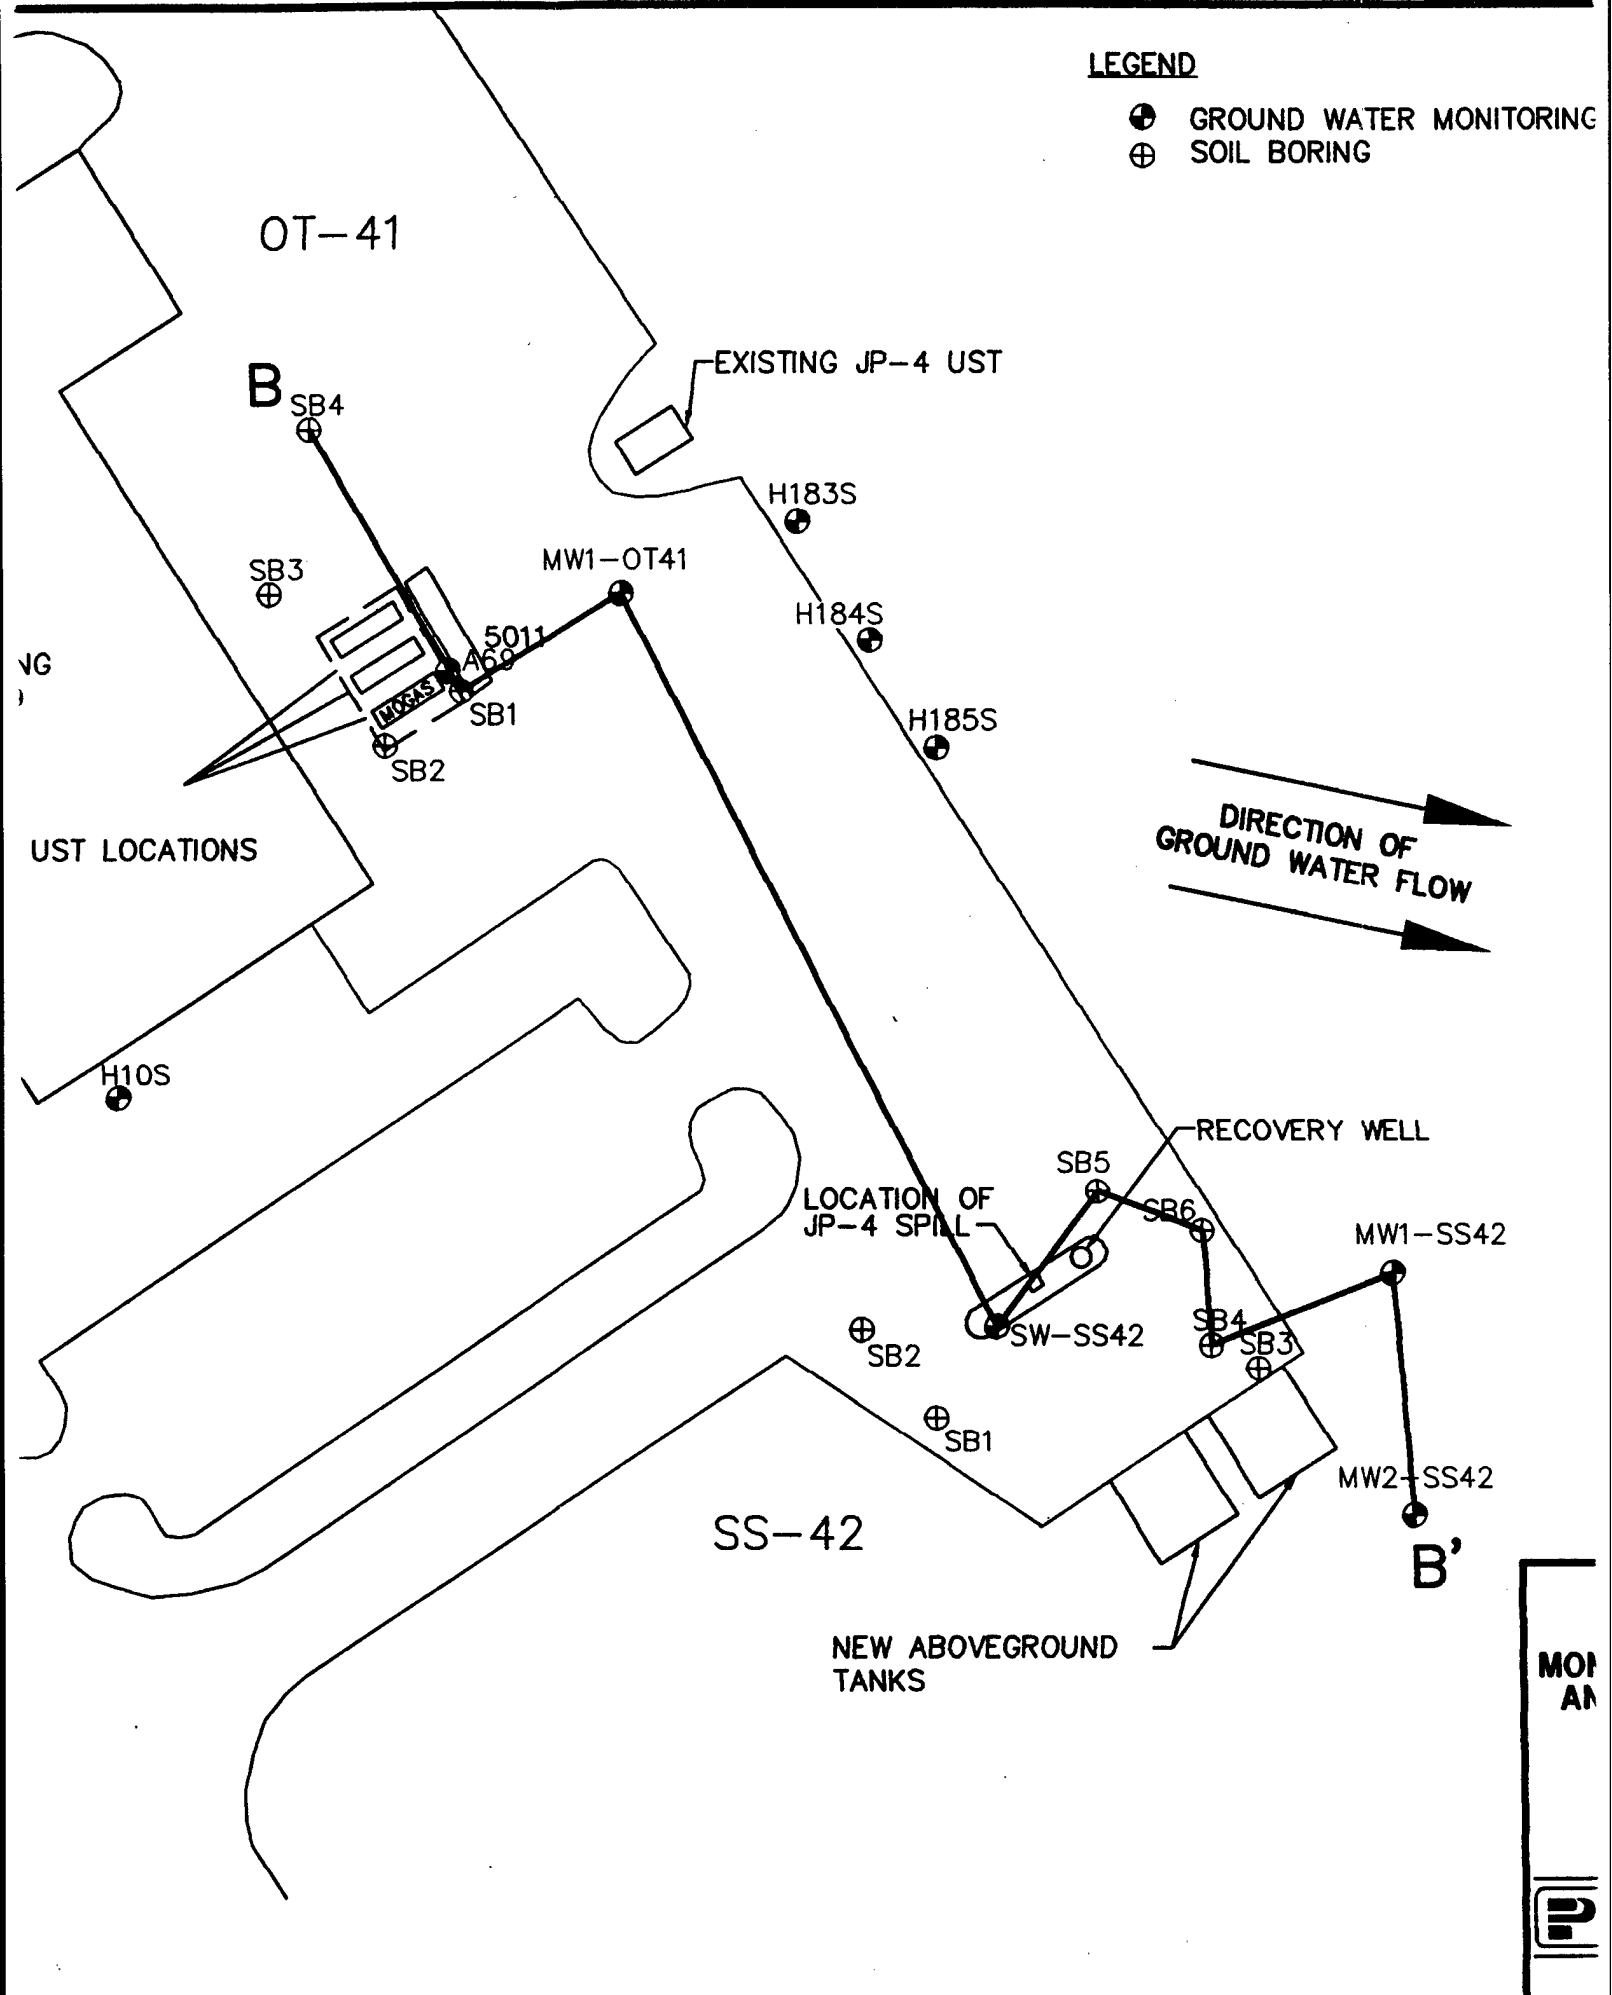 LEGEND
GROUND WATER MONITORING
SOIL BORING
OT-41
EXISTING JP-4 UST
B
SB4
H183S
MW1-OT41
SB3
H184S
5011
A69
MOGAS
SB1
H185S
SB2
DIRECTION OF
GROUND WATER FLOW
UST LOCATIONS
H10S
RECOVERY WELL
SB5
LOCATION OF
JP-4 SPILL
SB6
MW1-SS42
SW-SS42
SB4
SB3
SB2
SB1
MW2-SS42
SS-42
B'
NEW ABOVEGROUND
TANKS